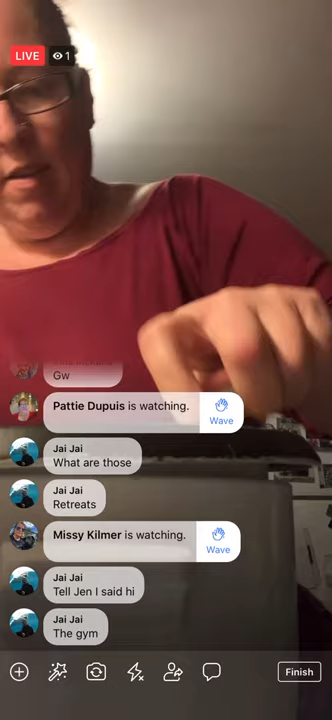 LIVE
1
Gw
Pattie Dupuis is watching.
Wave
Jai Jai
What are those
Jai Jai
Retreats
Missy Kilmer is watching.
Wave
Jai Jai
Tell Jen I said hi
Jai Jai
The gym
Finish